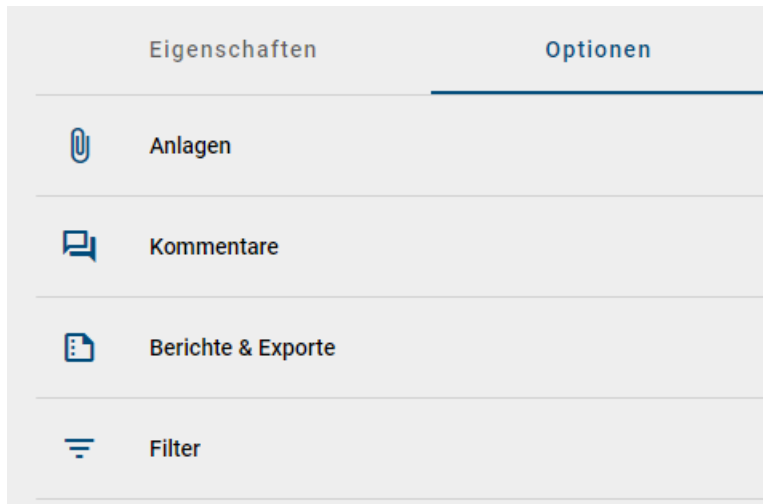 Eigenschaften Optionen
Anlagen
Kommentare
Berichte & Exporte
Filter